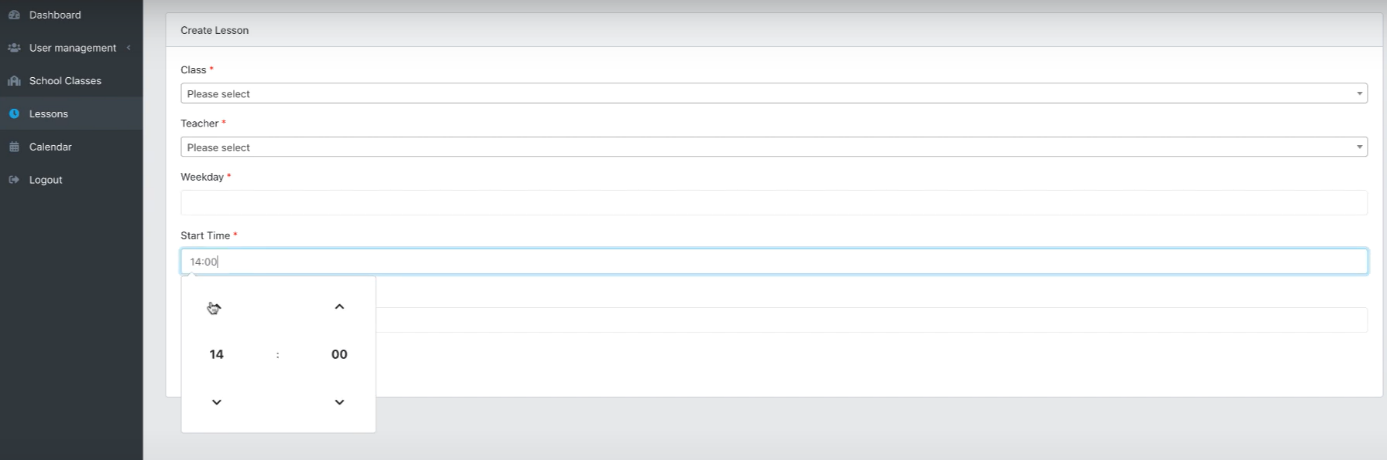 Dashboard
User management
School Classes
Lessons
Calendar
Logout
Create Lesson
Class *
Please select
Teacher *
Please select
Weekday *
Start Time *
14:00
14 : 00